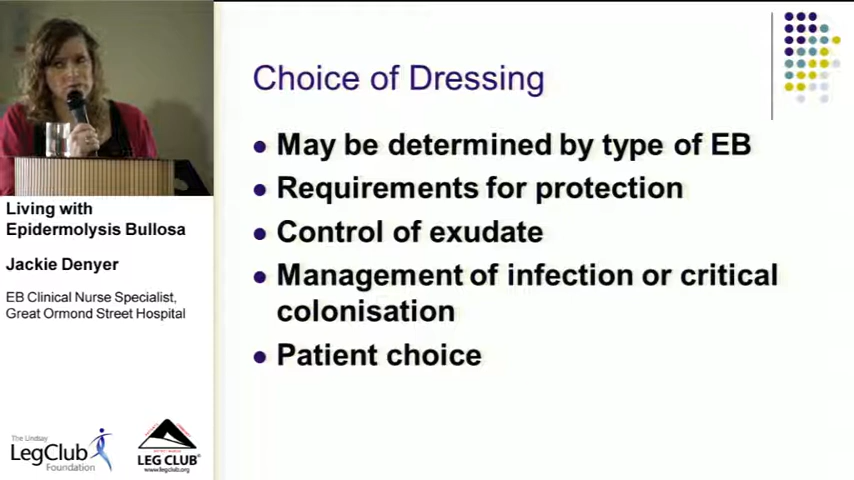 Choice of Dressing
May be determined by type of EB
Requirements for protection
Control of exudate
Management of infection or critical
colonisation
Patient choice
Living with
Epidermolysis Bullosa
Jackie Denyer
EB Clinical Nurse Specialist,
Great Ormond Street Hospital
The Lindsay
LegClub
Foundation
LEG CLUB®
www.legclub.org